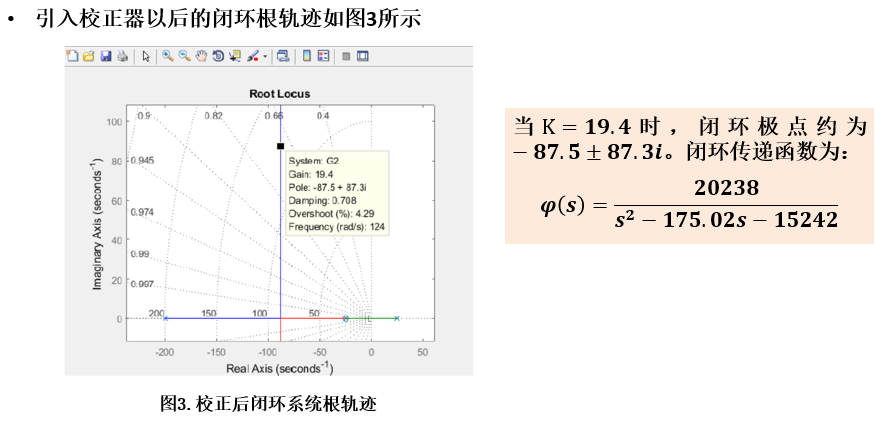 • 引入校正器以后的闭环根轨迹如图3所示
Root Locus
0.9 0.82 0.66 0.4
0.945
0.974
0.99
0.997
100
80
60
40
20
0
200 150 100 50
Imaginary Axis (seconds⁻¹)
System: G2
Gain: 19.4
Pole: -87.5 + 87.3i
Damping: 0.708
Overshoot (%): 4.29
Frequency (rad/s): 124
-200 -150 -100 -50 0 50
Real Axis (seconds⁻¹)
图3. 校正后闭环系统根轨迹
当 K = 19.4 时，闭环极点约为
−87.5 ± 87.3i。闭环传递函数为：
φ(s) = 20238 / (s² − 175.02s − 15242)